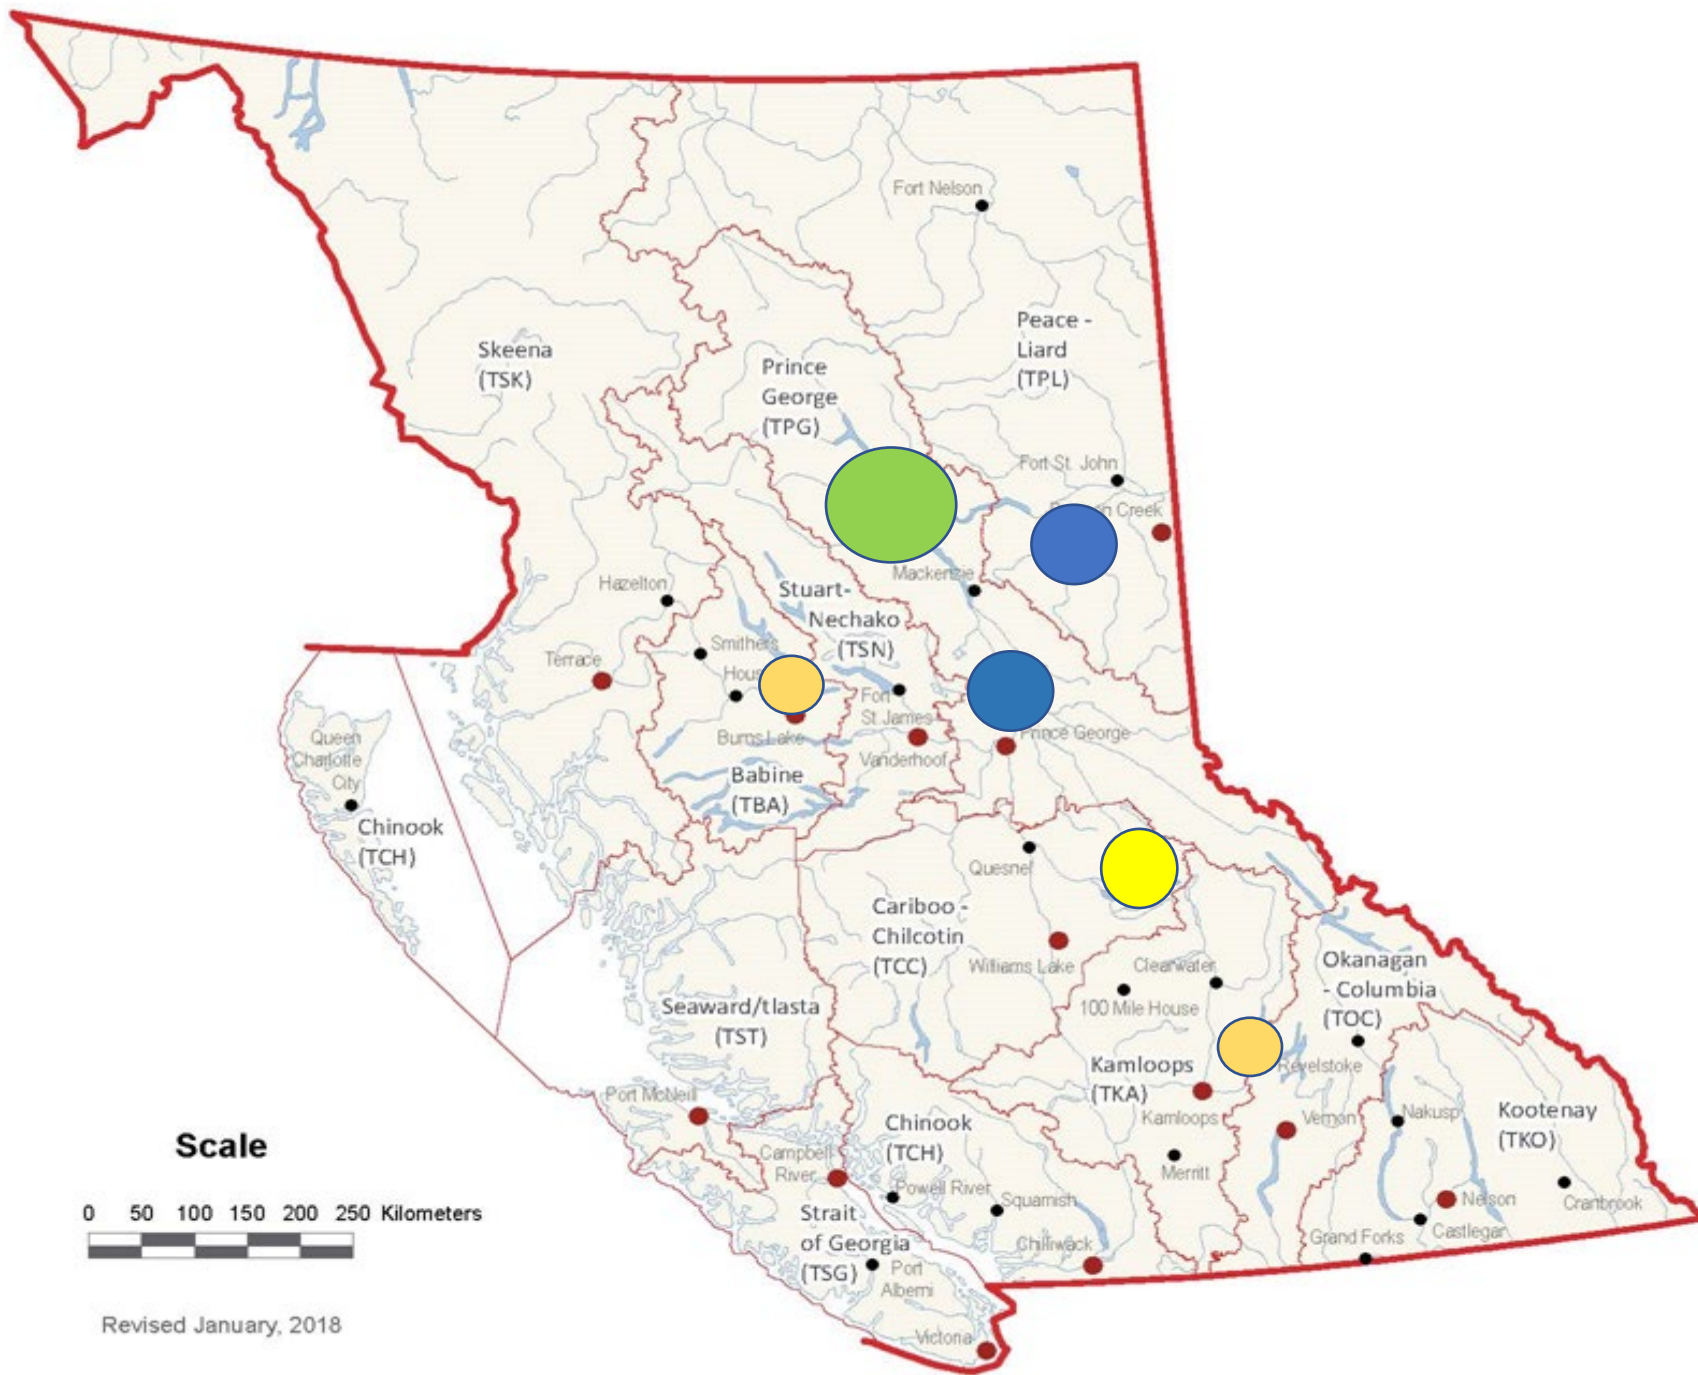 Fort Nelson
Peace -
Liard
(TPL)
Skeena
(TSK)
Prince
George
(TPG)
Fort St. John
Creek
Mackenzie
Hazelton
Stuart-
Nechako
(TSN)
Smithers
Terrace
Fort
St. James
Burns Lake
Vanderhoof
Prince George
Babine
(TBA)
Queen
Charlotte
City
Chinook
(TCH)
Quesnel
Cariboo -
Chilcotin
(TCC)
Williams Lake
Clearwater
100 Mile House
Okanagan
- Columbia
(TOC)
Seaward/tlasta
(TST)
Revelstoke
Kamloops
(TKA)
Kamloops
Port McNeill
Vernon
Nakusp
Kootenay
(TKO)
Chinook
(TCH)
Merritt
Campbell
River
Powell River
Squamish
Nelson
Cranbrook
Castlegar
Grand Forks
Strait
of Georgia
(TSG)
Chilliwack
Port
Alberni
Victoria
Scale
0 50 100 150 200 250 Kilometers
Revised January, 2018